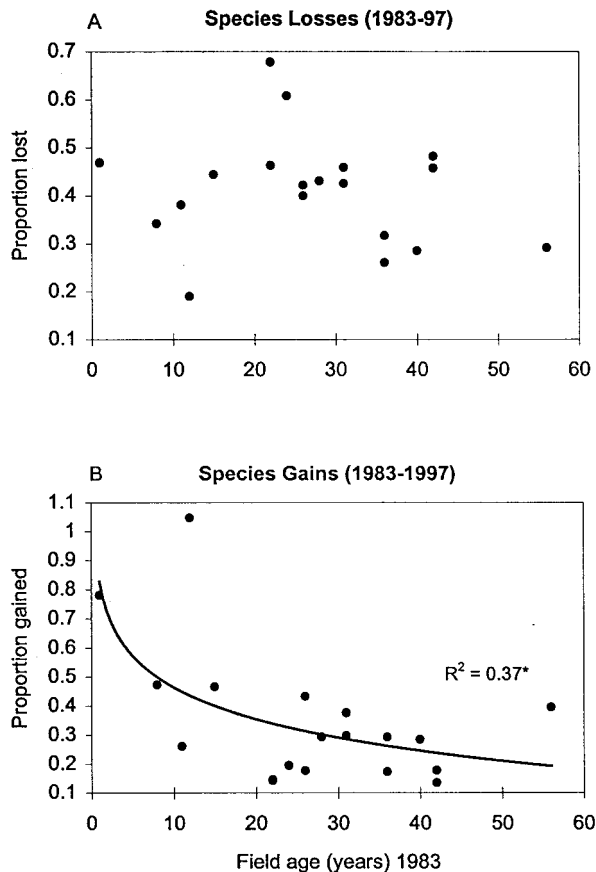 A
Species Losses (1983-97)
Proportion lost
0.7
0.6
0.5
0.4
0.3
0.2
0.1
0 10 20 30 40 50 60
B
Species Gains (1983-1997)
Proportion gained
1.1
1
0.9
0.8
0.7
0.6
0.5
0.4
0.3
0.2
0.1
R² = 0.37*
0 10 20 30 40 50 60
Field age (years) 1983